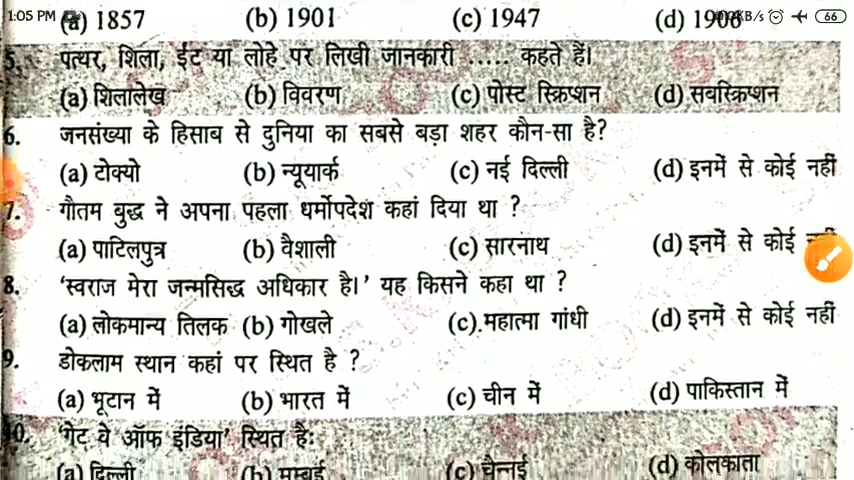 1:05 PM KB/s 66
(a) 1857 (b) 1901 (c) 1947 (d) 1906
5. पत्थर, शिला, ईंट या लोहे पर लिखी जानकारी ..... कहते हैं।
(a) शिलालेख (b) विवरण (c) पोस्ट स्क्रिप्शन (d) सबस्क्रिप्शन
6. जनसंख्या के हिसाब से दुनिया का सबसे बड़ा शहर कौन-सा है?
(a) टोक्यो (b) न्यूयार्क (c) नई दिल्ली (d) इनमें से कोई नहीं
7. गौतम बुद्ध ने अपना पहला धर्मोपदेश कहां दिया था ?
(a) पाटिलपुत्र (b) वैशाली (c) सारनाथ (d) इनमें से कोई
8. 'स्वराज मेरा जन्मसिद्ध अधिकार है।' यह किसने कहा था ?
(a) लोकमान्य तिलक (b) गोखले (c) महात्मा गांधी (d) इनमें से कोई नहीं
9. डोकलाम स्थान कहां पर स्थित है ?
(a) भूटान में (b) भारत में (c) चीन में (d) पाकिस्तान में
10. 'गेट वे ऑफ इंडिया' स्थित है:
(a) दिल्ली (b) मुम्बई (c) चैन्नई (d) कोलकाता